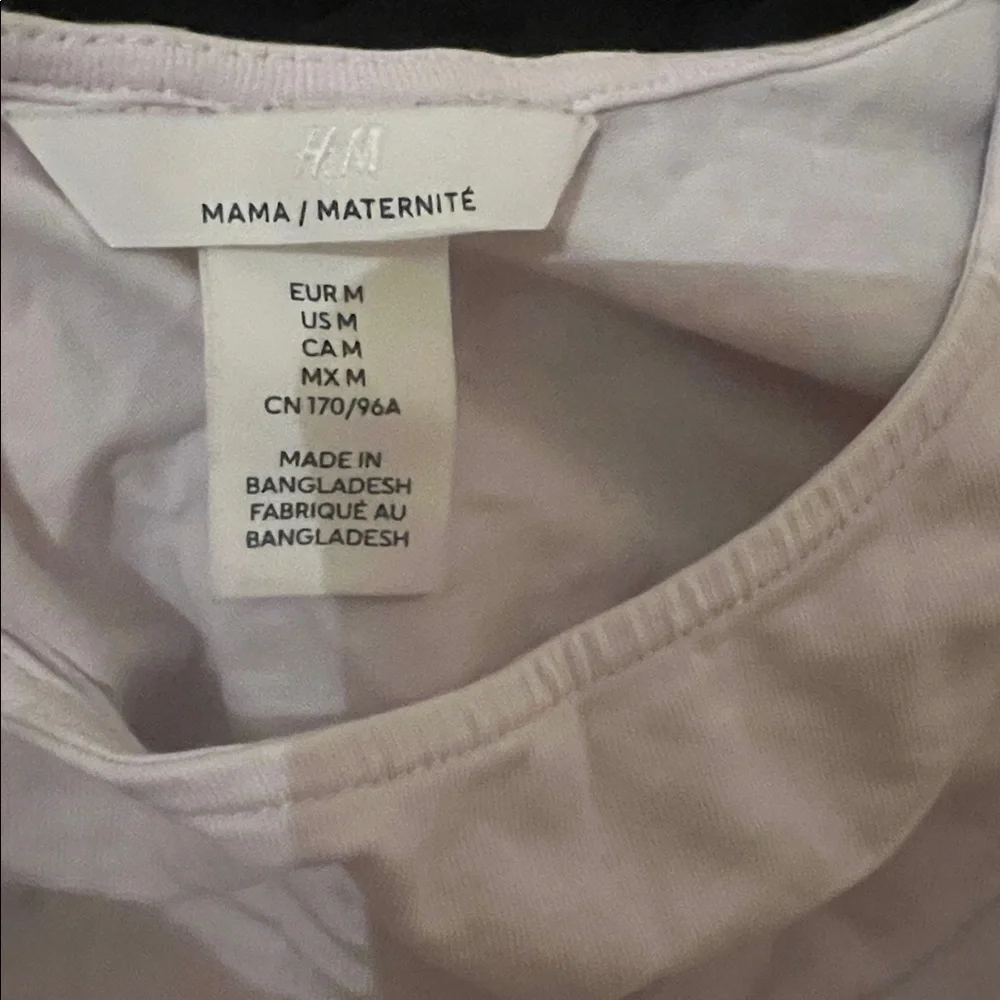 H&M
MAMA / MATERNITÉ
EUR M
US M
CA M
MX M
CN 170/96A
MADE IN
BANGLADESH
FABRIQUÉ AU
BANGLADESH